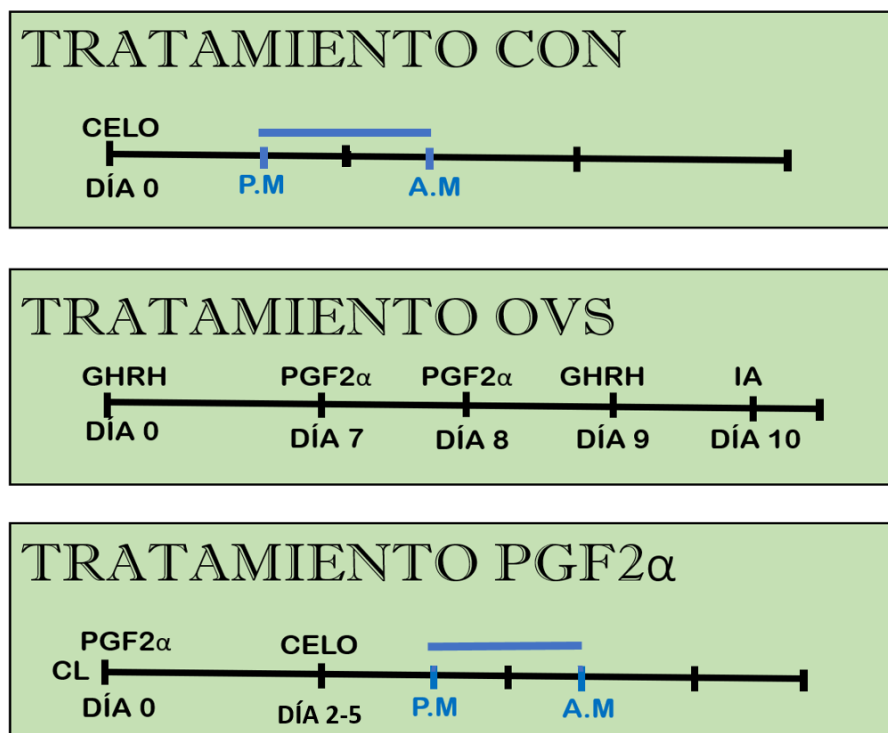 TRATAMIENTO CON
CELO
DÍA 0
P.M
A.M
TRATAMIENTO OVS
GHRH PGF2α PGF2α GHRH IA
DÍA 0 DÍA 7 DÍA 8 DÍA 9 DÍA 10
TRATAMIENTO PGF2α
PGF2α CELO
CL
DÍA 0 DÍA 2-5 P.M A.M